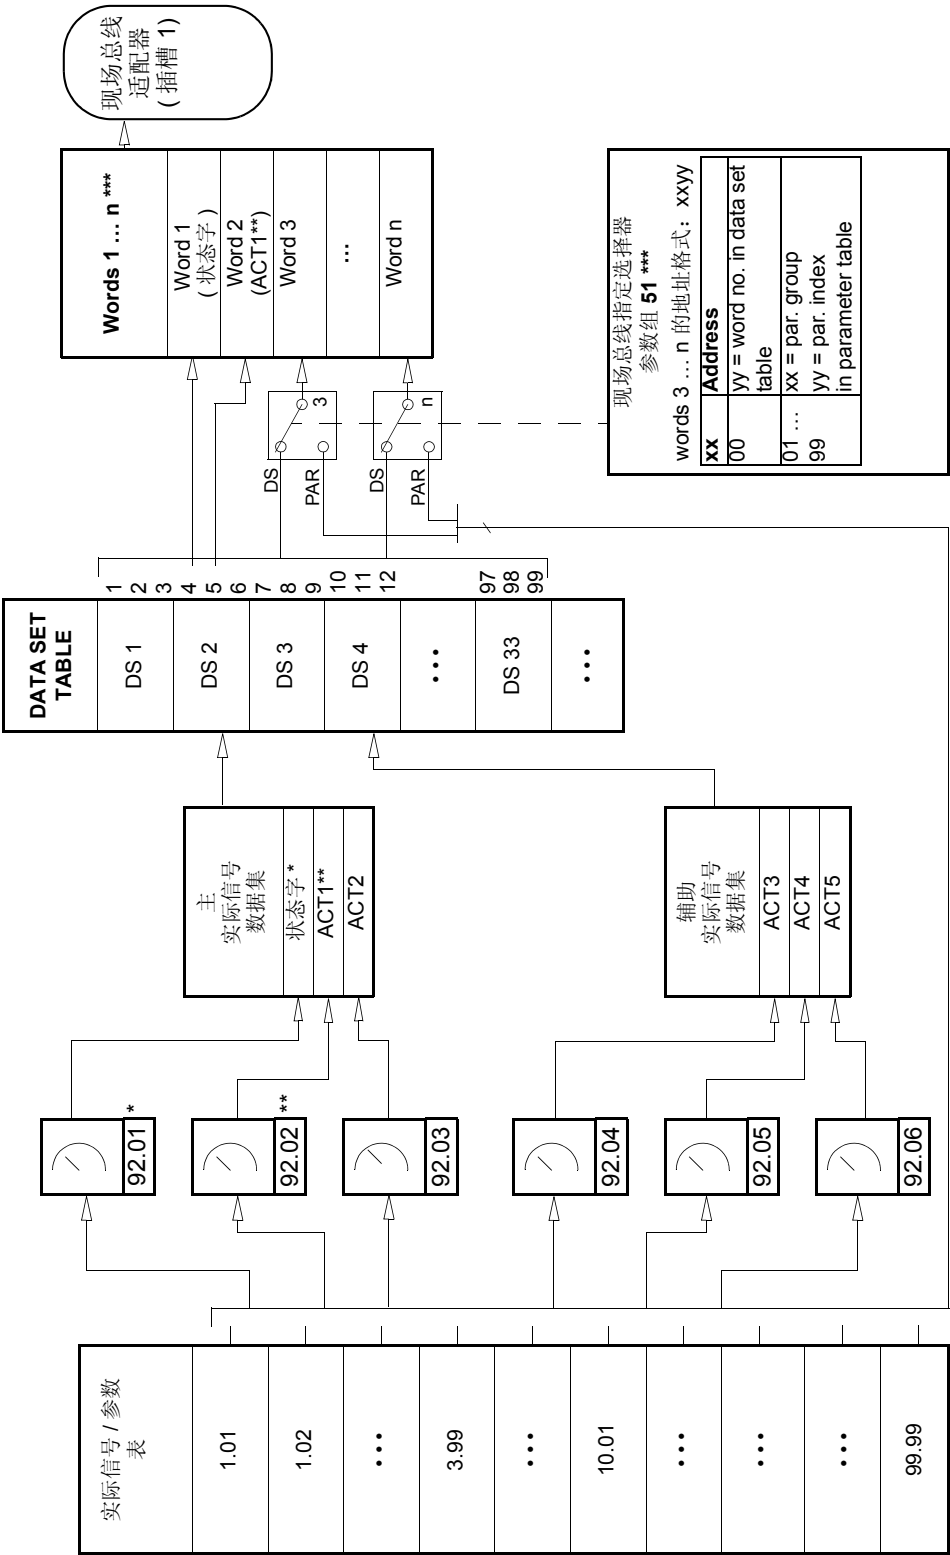 实际信号 / 参数
表
1.01
1.02
...
3.99
...
10.01
...
...
...
99.99
92.01
*
92.02
**
92.03
92.04
92.05
92.06
主
实际信号
数据集
状态字 *
ACT1**
ACT2
辅助
实际信号
数据集
ACT3
ACT4
ACT5
DATA SET
TABLE
DS 1
DS 2
DS 3
DS 4
...
DS 33
...
1
2
3
4
5
6
7
8
9
10
11
12
97
98
99
DS
PAR
3
DS
PAR
n
Words 1 ... n ***
Word 1
( 状态字 )
Word 2
(ACT1**)
Word 3
...
Word n
现场总线
适配器
( 插槽 1)
现场总线指定选择器
参数组 51 ***
words 3 ... n 的地址格式：xxyy
xx Address
00 yy = word no. in data set
table
01 ... xx = par. group
99 yy = par. index
in parameter table